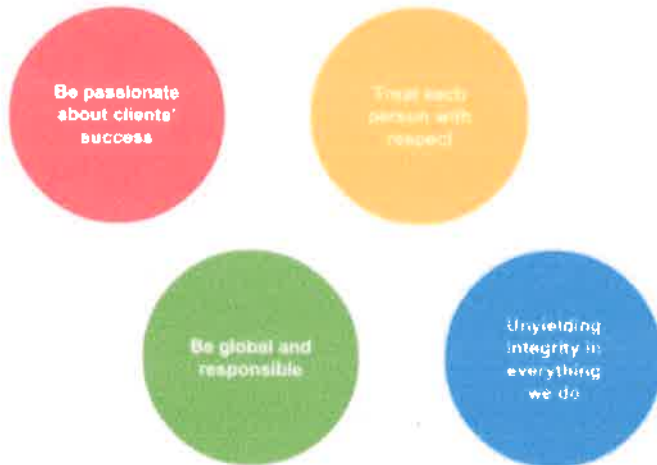 Be passionate
about clients'
success
Treat each
person with
respect
Be global and
responsible
Unyielding
integrity in
everything
we do